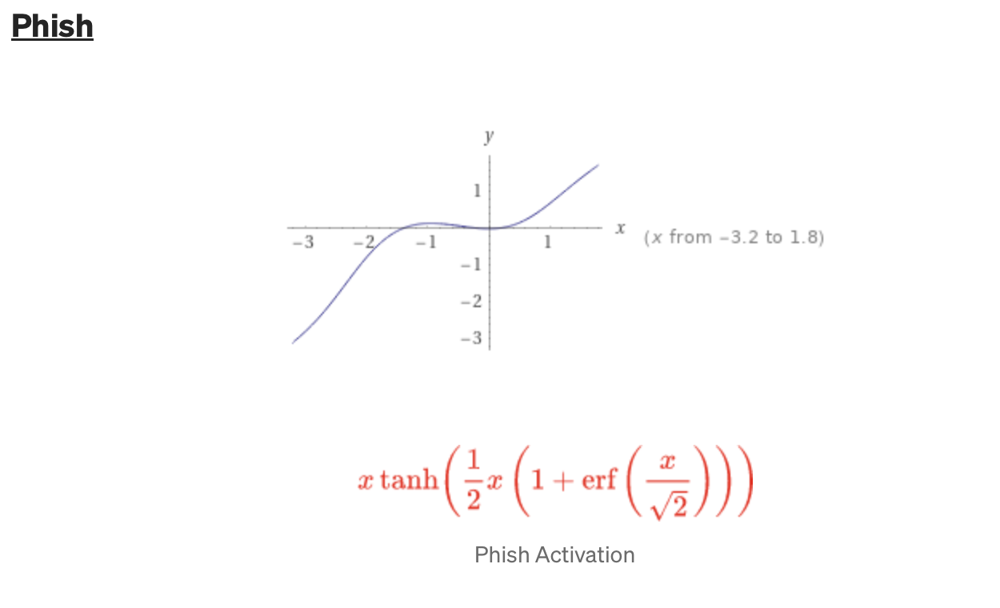 Phish
y
1
−3 −2 −1 1 x (x from −3.2 to 1.8)
−1
−2
−3
x tanh(1/2 x (1 + erf(x/√2)))
Phish Activation